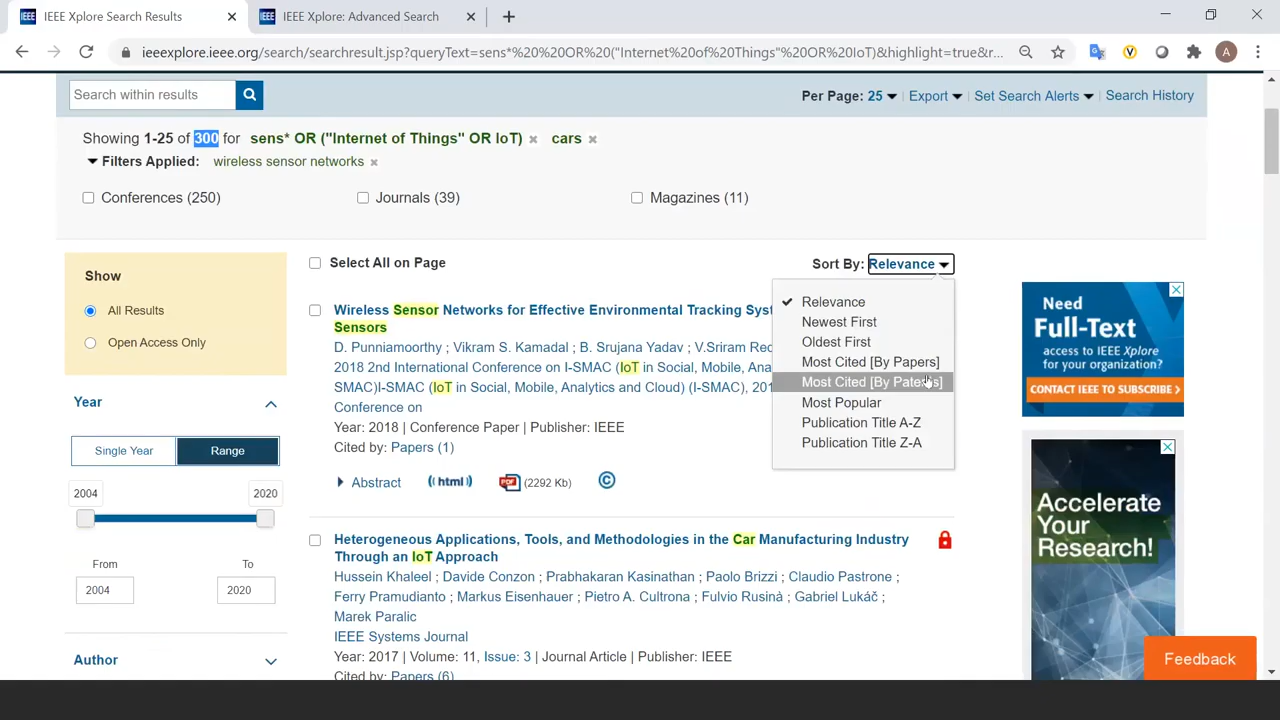 IEEE Xplore Search Results
IEEE Xplore: Advanced Search
ieeexplore.ieee.org/search/searchresult.jsp?queryText=sens*%20%20OR%20("Internet%20of%20Things"%20OR%20IoT)&highlight=true&r...
A
Search within results
Per Page: 25 | Export | Set Search Alerts | Search History
Showing 1-25 of 300 for sens* OR ("Internet of Things" OR IoT) × cars ×
Filters Applied: wireless sensor networks ×
Conferences (250) Journals (39) Magazines (11)
Show
All Results
Open Access Only
Year
Single Year Range
2004 2020
From To
2004 2020
Author
Select All on Page
Sort By: Relevance
Relevance
Newest First
Oldest First
Most Cited [By Papers]
Most Cited [By Patents]
Most Popular
Publication Title A-Z
Publication Title Z-A
Wireless Sensor Networks for Effective Environmental Tracking
Sensors
D. Punniamoorthy ; Vikram S. Kamadal ; B. Srujana Yadav ; V.Sriram
2018 2nd International Conference on I-SMAC (IoT in Social, Mobile,
SMAC)I-SMAC (IoT in Social, Mobile, Analytics and Cloud) (I-SMAC),
Conference on
Year: 2018 | Conference Paper | Publisher: IEEE
Cited by: Papers (1)
Abstract ((html)) PDF (2292 Kb) ©
Heterogeneous Applications, Tools, and Methodologies in the Car Manufacturing Industry
Through an IoT Approach
Hussein Khaleel ; Davide Conzon ; Prabhakaran Kasinathan ; Paolo Brizzi ; Claudio Pastrone ;
Ferry Pramudianto ; Markus Eisenhauer ; Pietro A. Cultrona ; Fulvio Rusinà ; Gabriel Lukáč ;
Marek Paralic
IEEE Systems Journal
Year: 2017 | Volume: 11, Issue: 3 | Journal Article | Publisher: IEEE
Cited by: Papers (6)
Need
Full-Text
access to IEEE Xplore
for your organization?
CONTACT IEEE TO SUBSCRIBE >
Accelerate
Your
Research!
Feedback